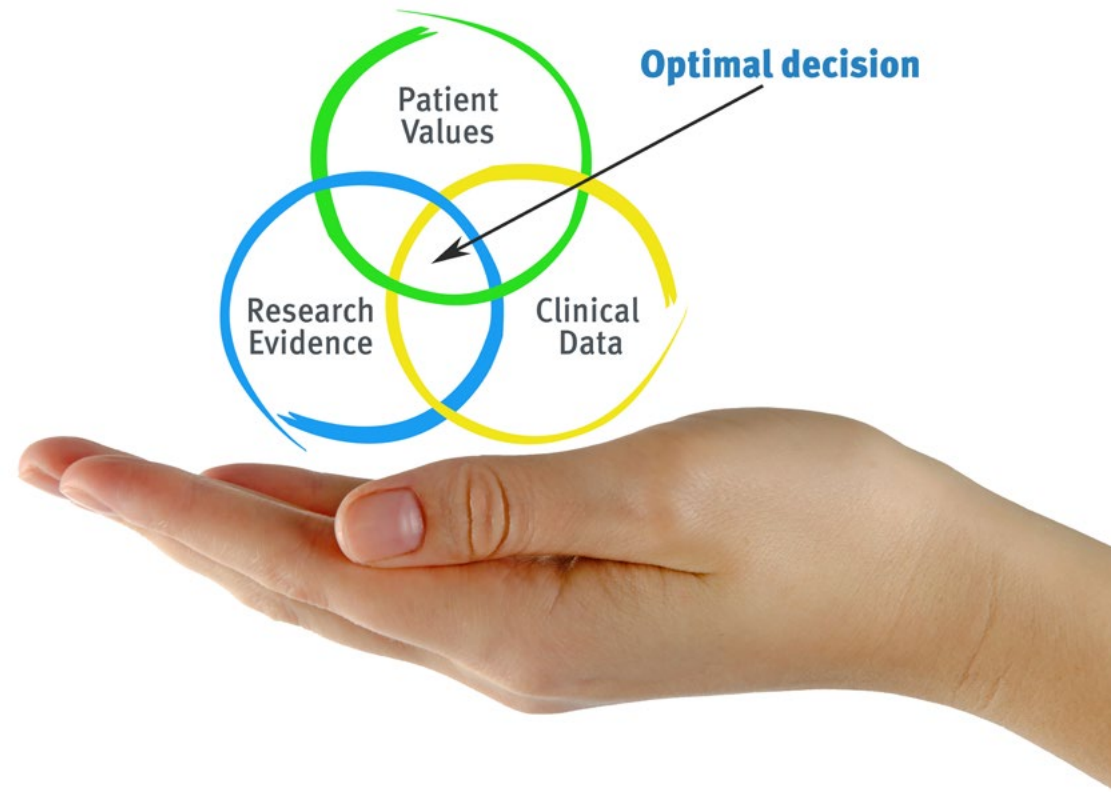 Optimal decision
Patient
Values
Research
Evidence
Clinical
Data